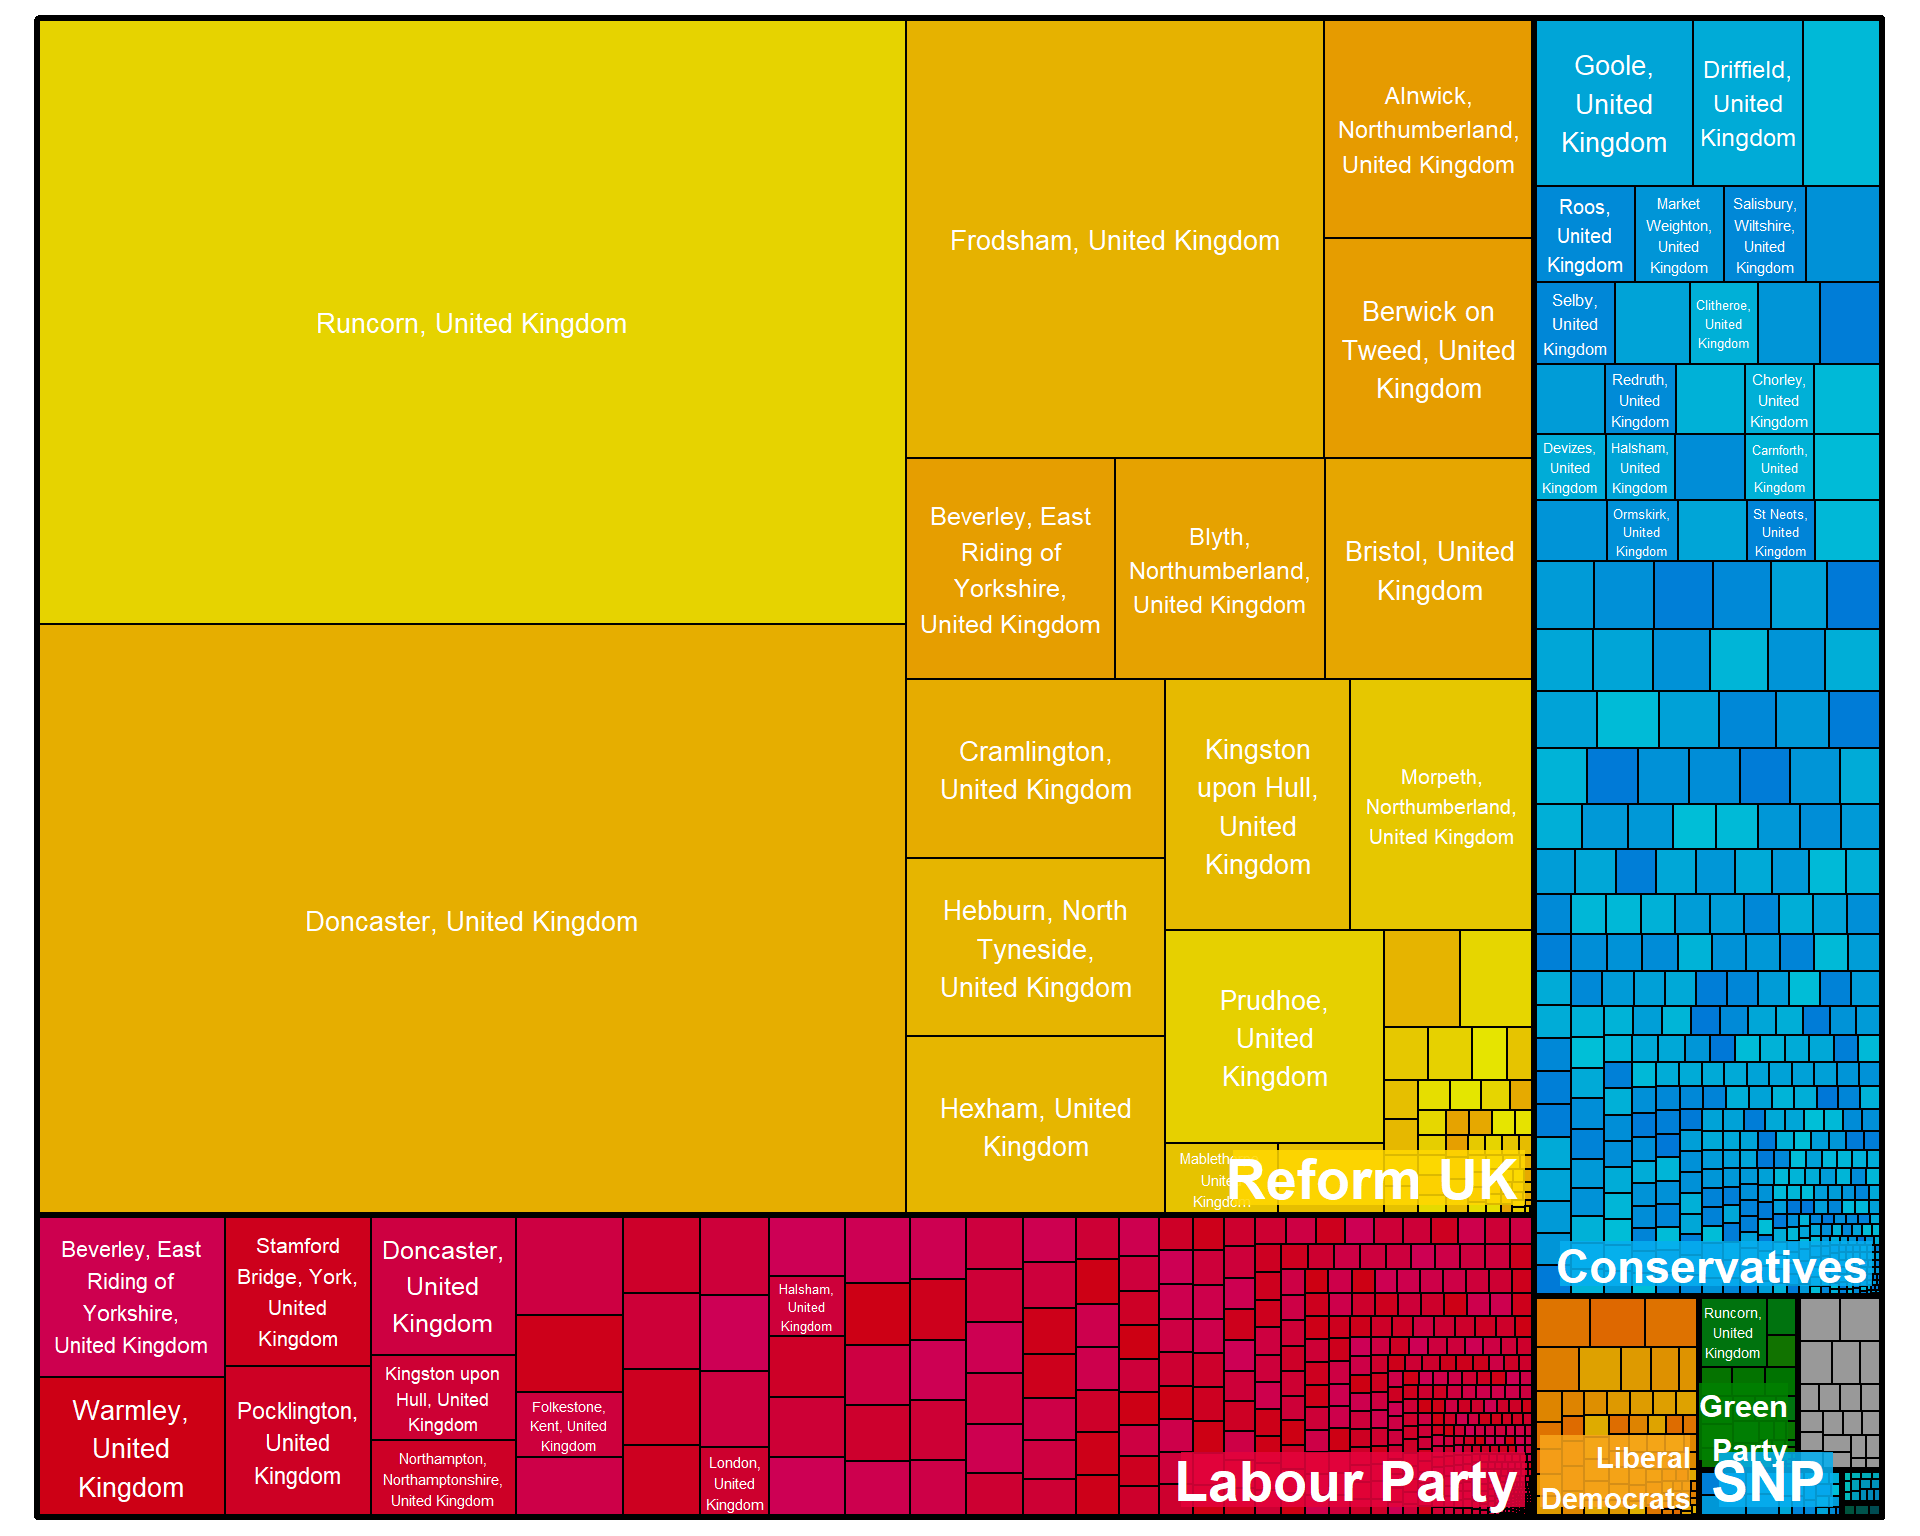 Runcorn, United Kingdom
Doncaster, United Kingdom
Frodsham, United Kingdom
Alnwick,
Northumberland,
United Kingdom
Berwick on
Tweed, United
Kingdom
Beverley, East
Riding of
Yorkshire,
United Kingdom
Blyth,
Northumberland,
United Kingdom
Bristol, United
Kingdom
Cramlington,
United Kingdom
Kingston
upon Hull,
United
Kingdom
Morpeth,
Northumberland,
United Kingdom
Hebburn, North
Tyneside,
United Kingdom
Hexham, United
Kingdom
Prudhoe,
United
Kingdom
Reform UK
Goole,
United
Kingdom
Driffield,
United
Kingdom
Roos,
United
Kingdom
Market
Weighton,
United
Kingdom
Salisbury,
Wiltshire,
United
Kingdom
Selby,
United
Kingdom
Clitheroe,
United
Kingdom
Redruth,
United
Kingdom
Chorley,
United
Kingdom
Devizes,
United
Kingdom
Halsham,
United
Kingdom
Carnforth,
United
Kingdom
Ormskirk,
United
Kingdom
St Neots,
United
Kingdom
Conservatives
Beverley, East
Riding of
Yorkshire,
United Kingdom
Warmley,
United
Kingdom
Stamford
Bridge, York,
United
Kingdom
Pocklington,
United
Kingdom
Doncaster,
United
Kingdom
Kingston upon
Hull, United
Kingdom
Northampton,
Northamptonshire,
United Kingdom
Folkestone,
Kent, United
Kingdom
London,
United
Kingdom
Halsham,
United
Kingdom
Labour Party
Liberal
Democrats
Runcorn,
United
Kingdom
Green
Party
SNP